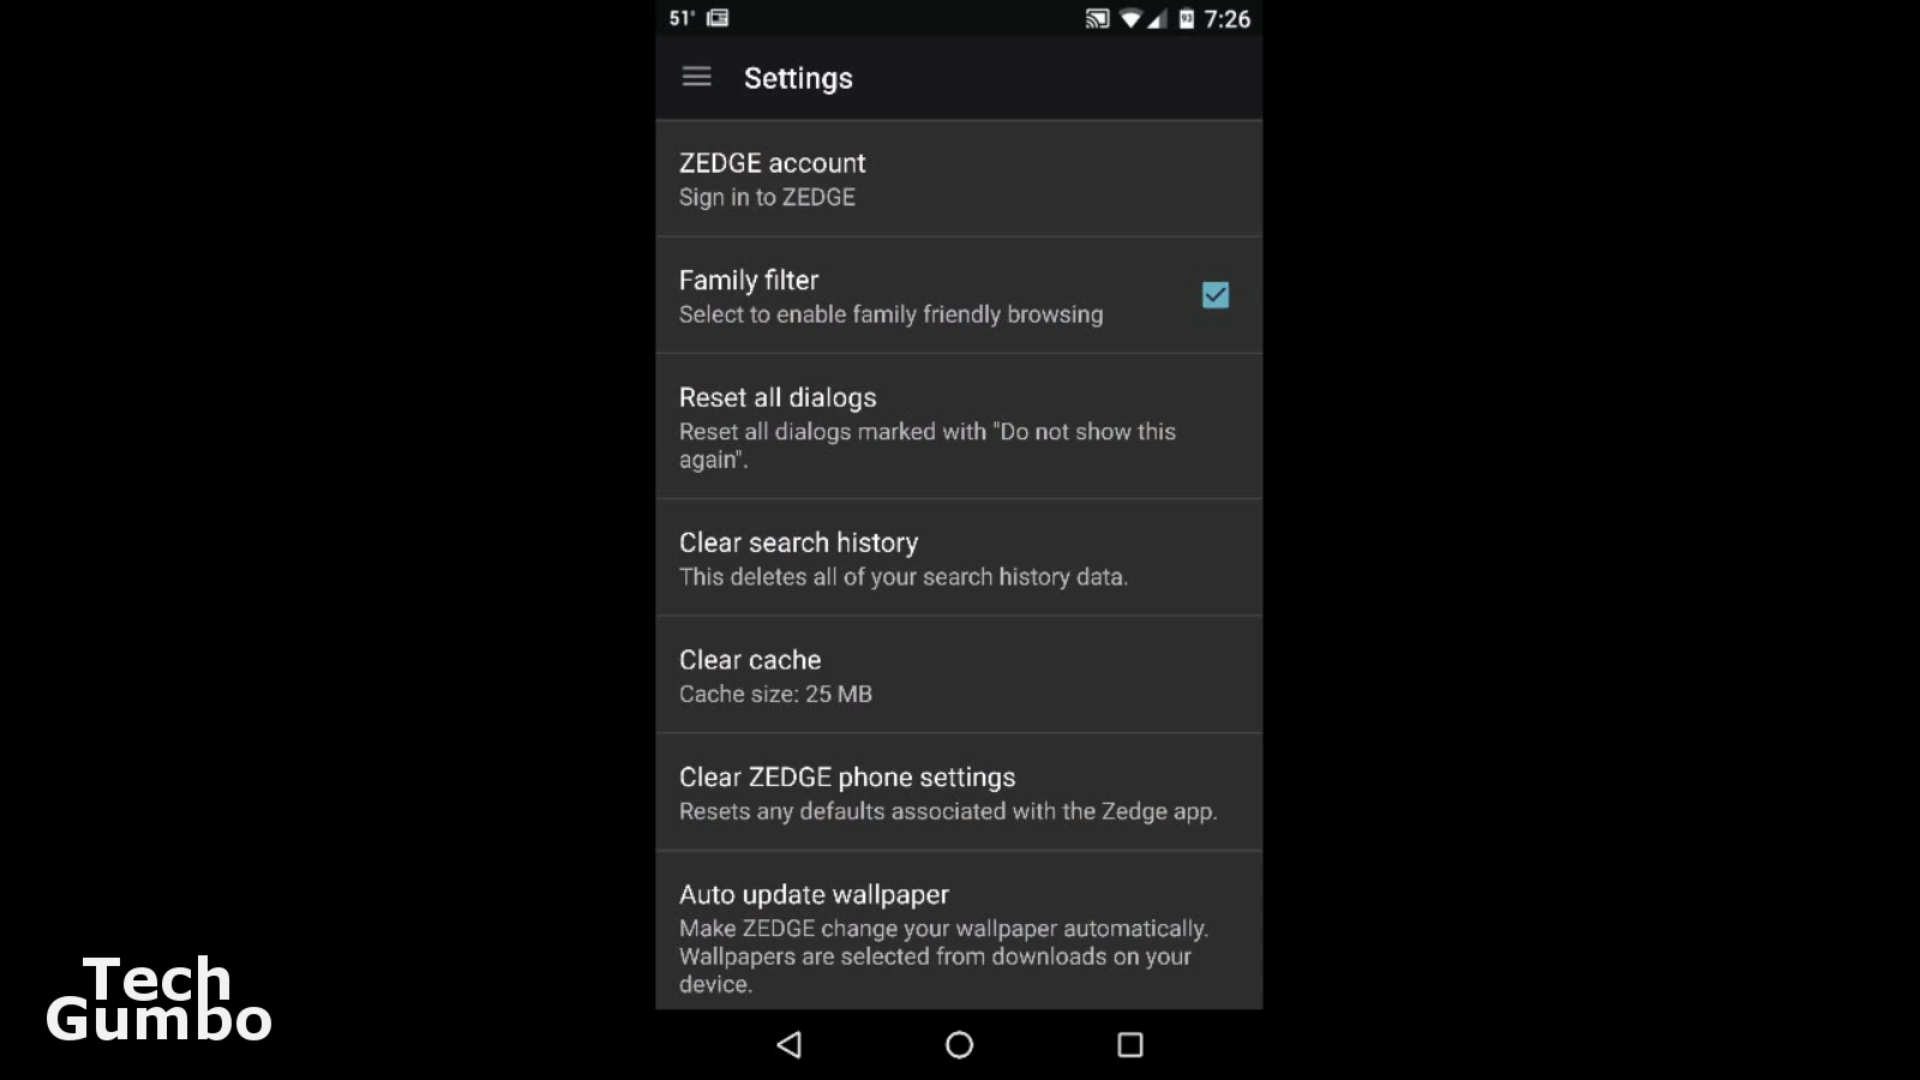 51° 93 7:26
Settings
ZEDGE account
Sign in to ZEDGE
Family filter
Select to enable family friendly browsing
Reset all dialogs
Reset all dialogs marked with "Do not show this
again".
Clear search history
This deletes all of your search history data.
Clear cache
Cache size: 25 MB
Clear ZEDGE phone settings
Resets any defaults associated with the Zedge app.
Auto update wallpaper
Make ZEDGE change your wallpaper automatically.
Wallpapers are selected from downloads on your
device.
Tech
Gumbo